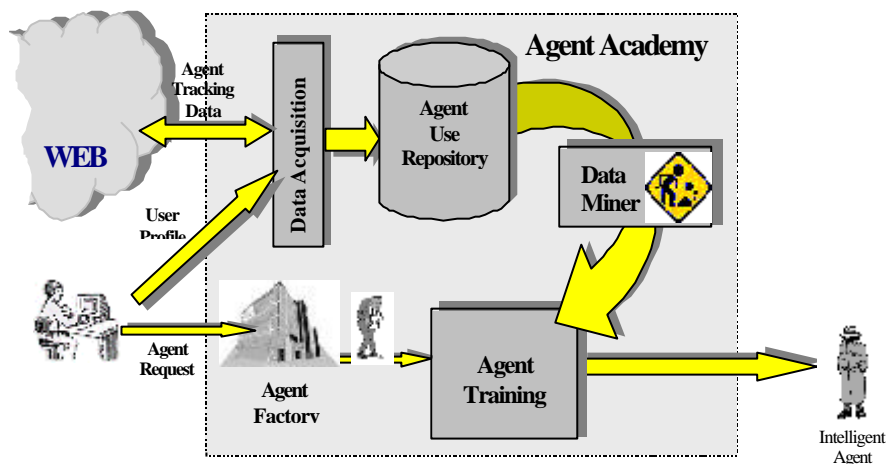 Agent Academy
Agent
Tracking
Data
WEB
Data Acquisition
Agent
Use
Repository
Data
Miner
User
Profile
Agent
Request
Agent
Factory
Agent
Training
Intelligent
Agent